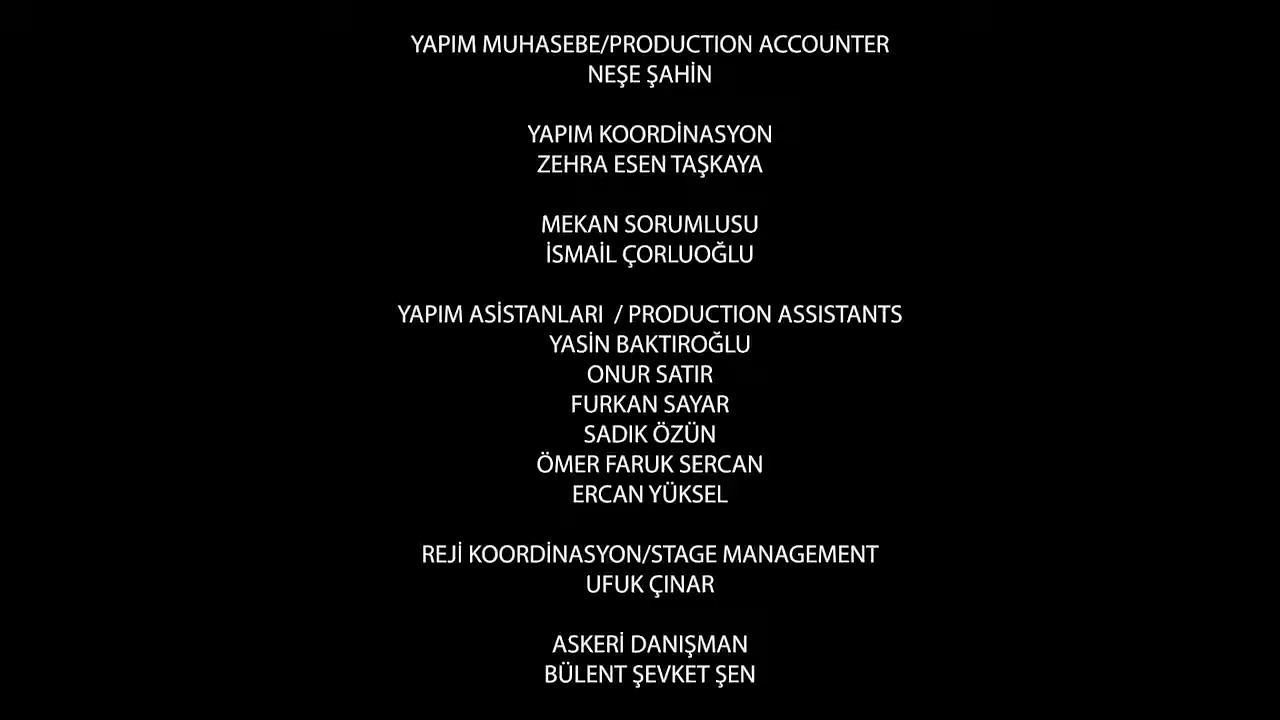 YAPIM MUHASEBE/PRODUCTION ACCOUNTER
NEŞE ŞAHİN
YAPIM KOORDİNASYON
ZEHRA ESEN TAŞKAYA
MEKAN SORUMLUSU
İSMAİL ÇORLUOĞLU
YAPIM ASİSTANLARI / PRODUCTION ASSISTANTS
YASİN BAKTIROĞLU
ONUR SATIR
FURKAN SAYAR
SADIK ÖZÜN
ÖMER FARUK SERCAN
ERCAN YÜKSEL
REJİ KOORDİNASYON/STAGE MANAGEMENT
UFUK ÇINAR
ASKERİ DANIŞMAN
BÜLENT ŞEVKET ŞEN